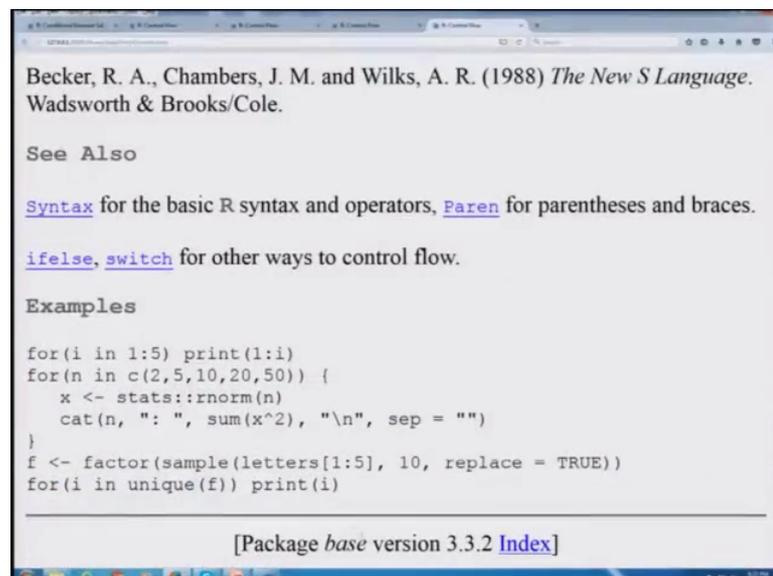 R: Control Flow
Becker, R. A., Chambers, J. M. and Wilks, A. R. (1988) The New S Language.
Wadsworth & Brooks/Cole.
See Also
Syntax for the basic R syntax and operators, Paren for parentheses and braces.
ifelse, switch for other ways to control flow.
Examples
for(i in 1:5) print(1:i)
for(n in c(2,5,10,20,50)) {
   x <- stats::rnorm(n)
   cat(n, ": ", sum(x^2), "\n", sep = "")
}
f <- factor(sample(letters[1:5], 10, replace = TRUE))
for(i in unique(f)) print(i)
[Package base version 3.3.2 Index]